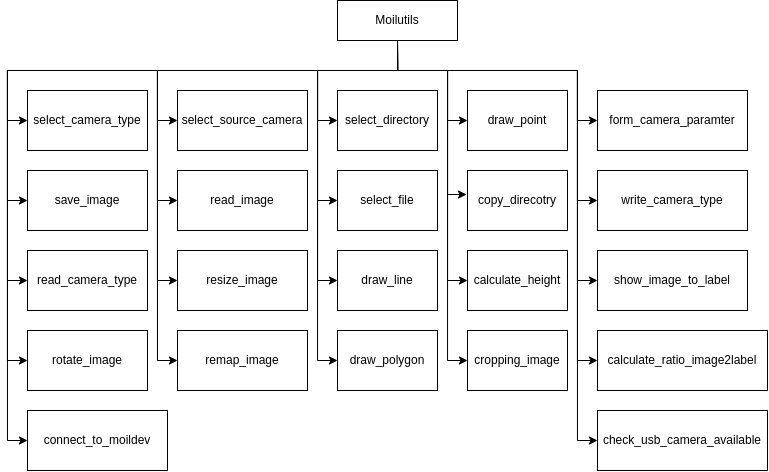 Moilutils
select_camera_type
select_source_camera
select_directory
draw_point
form_camera_paramter
save_image
read_image
select_file
copy_direcotry
write_camera_type
read_camera_type
resize_image
draw_line
calculate_height
show_image_to_label
rotate_image
remap_image
draw_polygon
cropping_image
calculate_ratio_image2label
connect_to_moildev
check_usb_camera_available